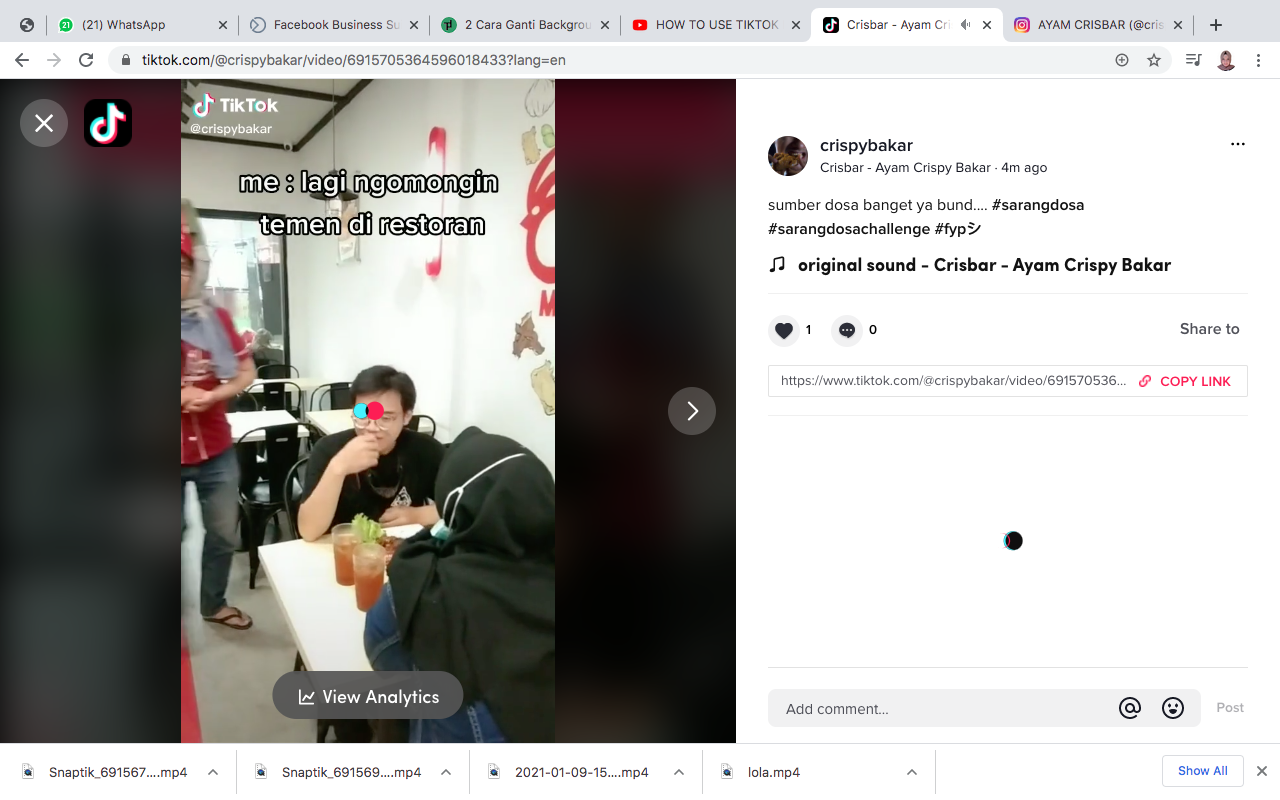 (21) WhatsApp
Facebook Business Su
2 Cara Ganti Backgrou
HOW TO USE TIKTOK
Crisbar - Ayam Cri
AYAM CRISBAR (@cris
tiktok.com/@crispybakar/video/6915705364596018433?lang=en
TikTok
@crispybakar
me : lagi ngomongin
temen di restoran
View Analytics
crispybakar
Crisbar - Ayam Crispy Bakar · 4m ago
sumber dosa banget ya bund.... #sarangdosa
#sarangdosachallenge #fypシ
original sound - Crisbar - Ayam Crispy Bakar
1
0
Share to
https://www.tiktok.com/@crispybakar/video/691570536...
COPY LINK
Add comment...
Post
Snaptik_691567....mp4
Snaptik_691569....mp4
2021-01-09-15....mp4
lola.mp4
Show All